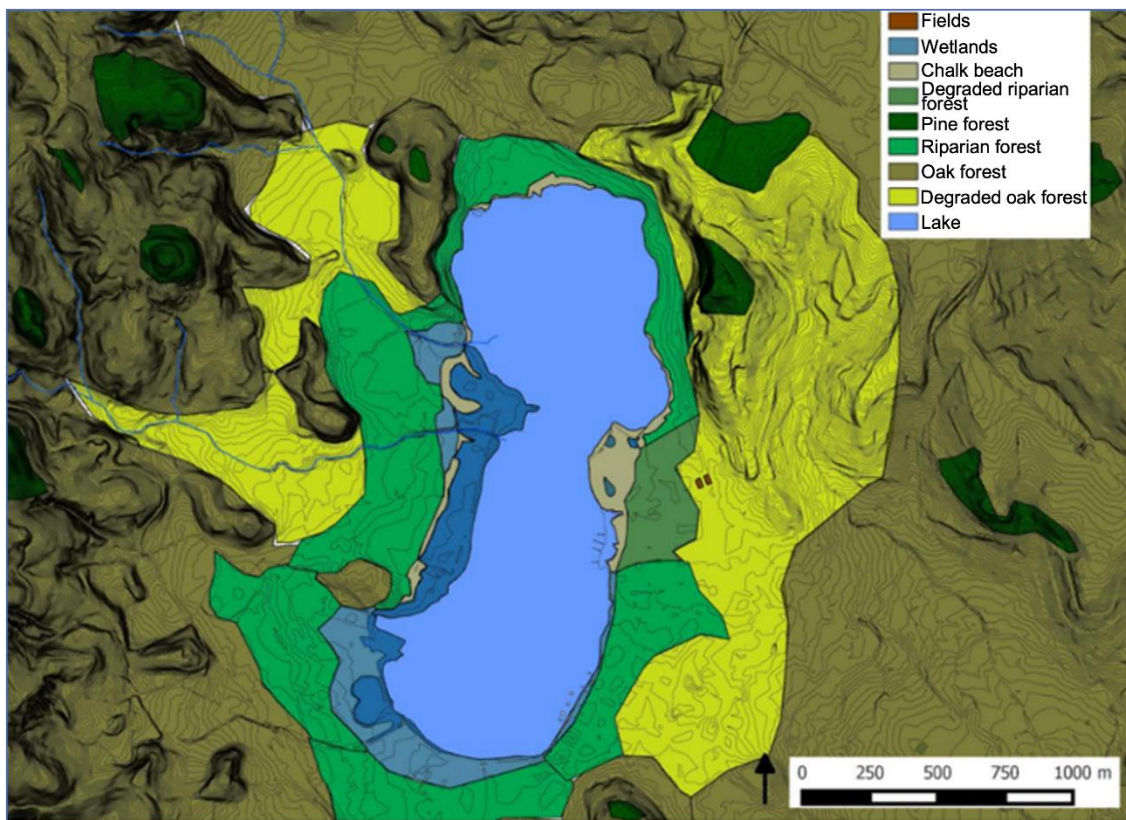 Fields
Wetlands
Chalk beach
Degraded riparian
forest
Pine forest
Riparian forest
Oak forest
Degraded oak forest
Lake
0 250 500 750 1000 m